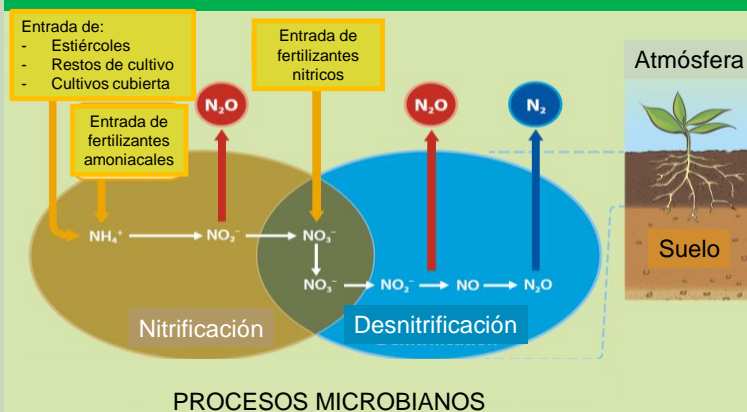 Entrada de:
- Estiércoles
- Restos de cultivo
- Cultivos cubierta
Entrada de
fertilizantes
amoniacales
Entrada de
fertilizantes
nitricos
N₂O
N₂O
N₂
Atmósfera
NH₄⁺
NO₂⁻
NO₃⁻
NO₃⁻
NO₂⁻
NO
N₂O
Nitrificación
Desnitrificación
Suelo
PROCESOS MICROBIANOS